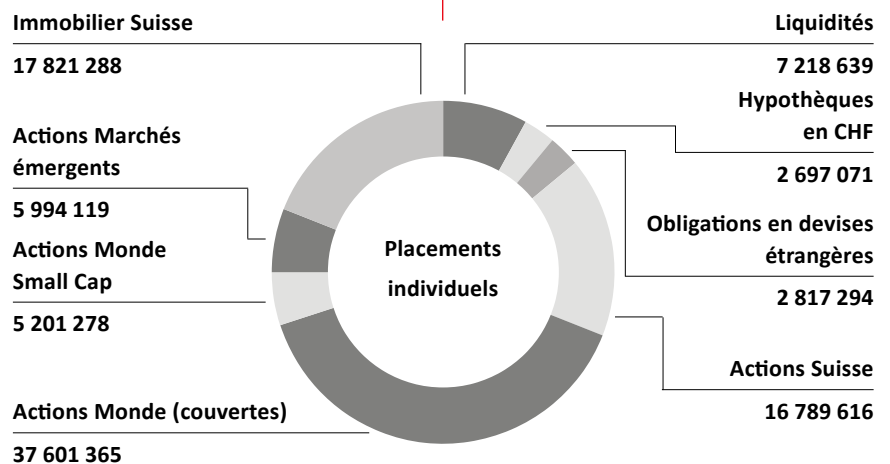 Immobilier Suisse
17 821 288
Actions Marchés
émergents
5 994 119
Actions Monde
Small Cap
5 201 278
Actions Monde (couvertes)
37 601 365
Placements
individuels
Liquidités
7 218 639
Hypothèques
en CHF
2 697 071
Obligations en devises
étrangères
2 817 294
Actions Suisse
16 789 616